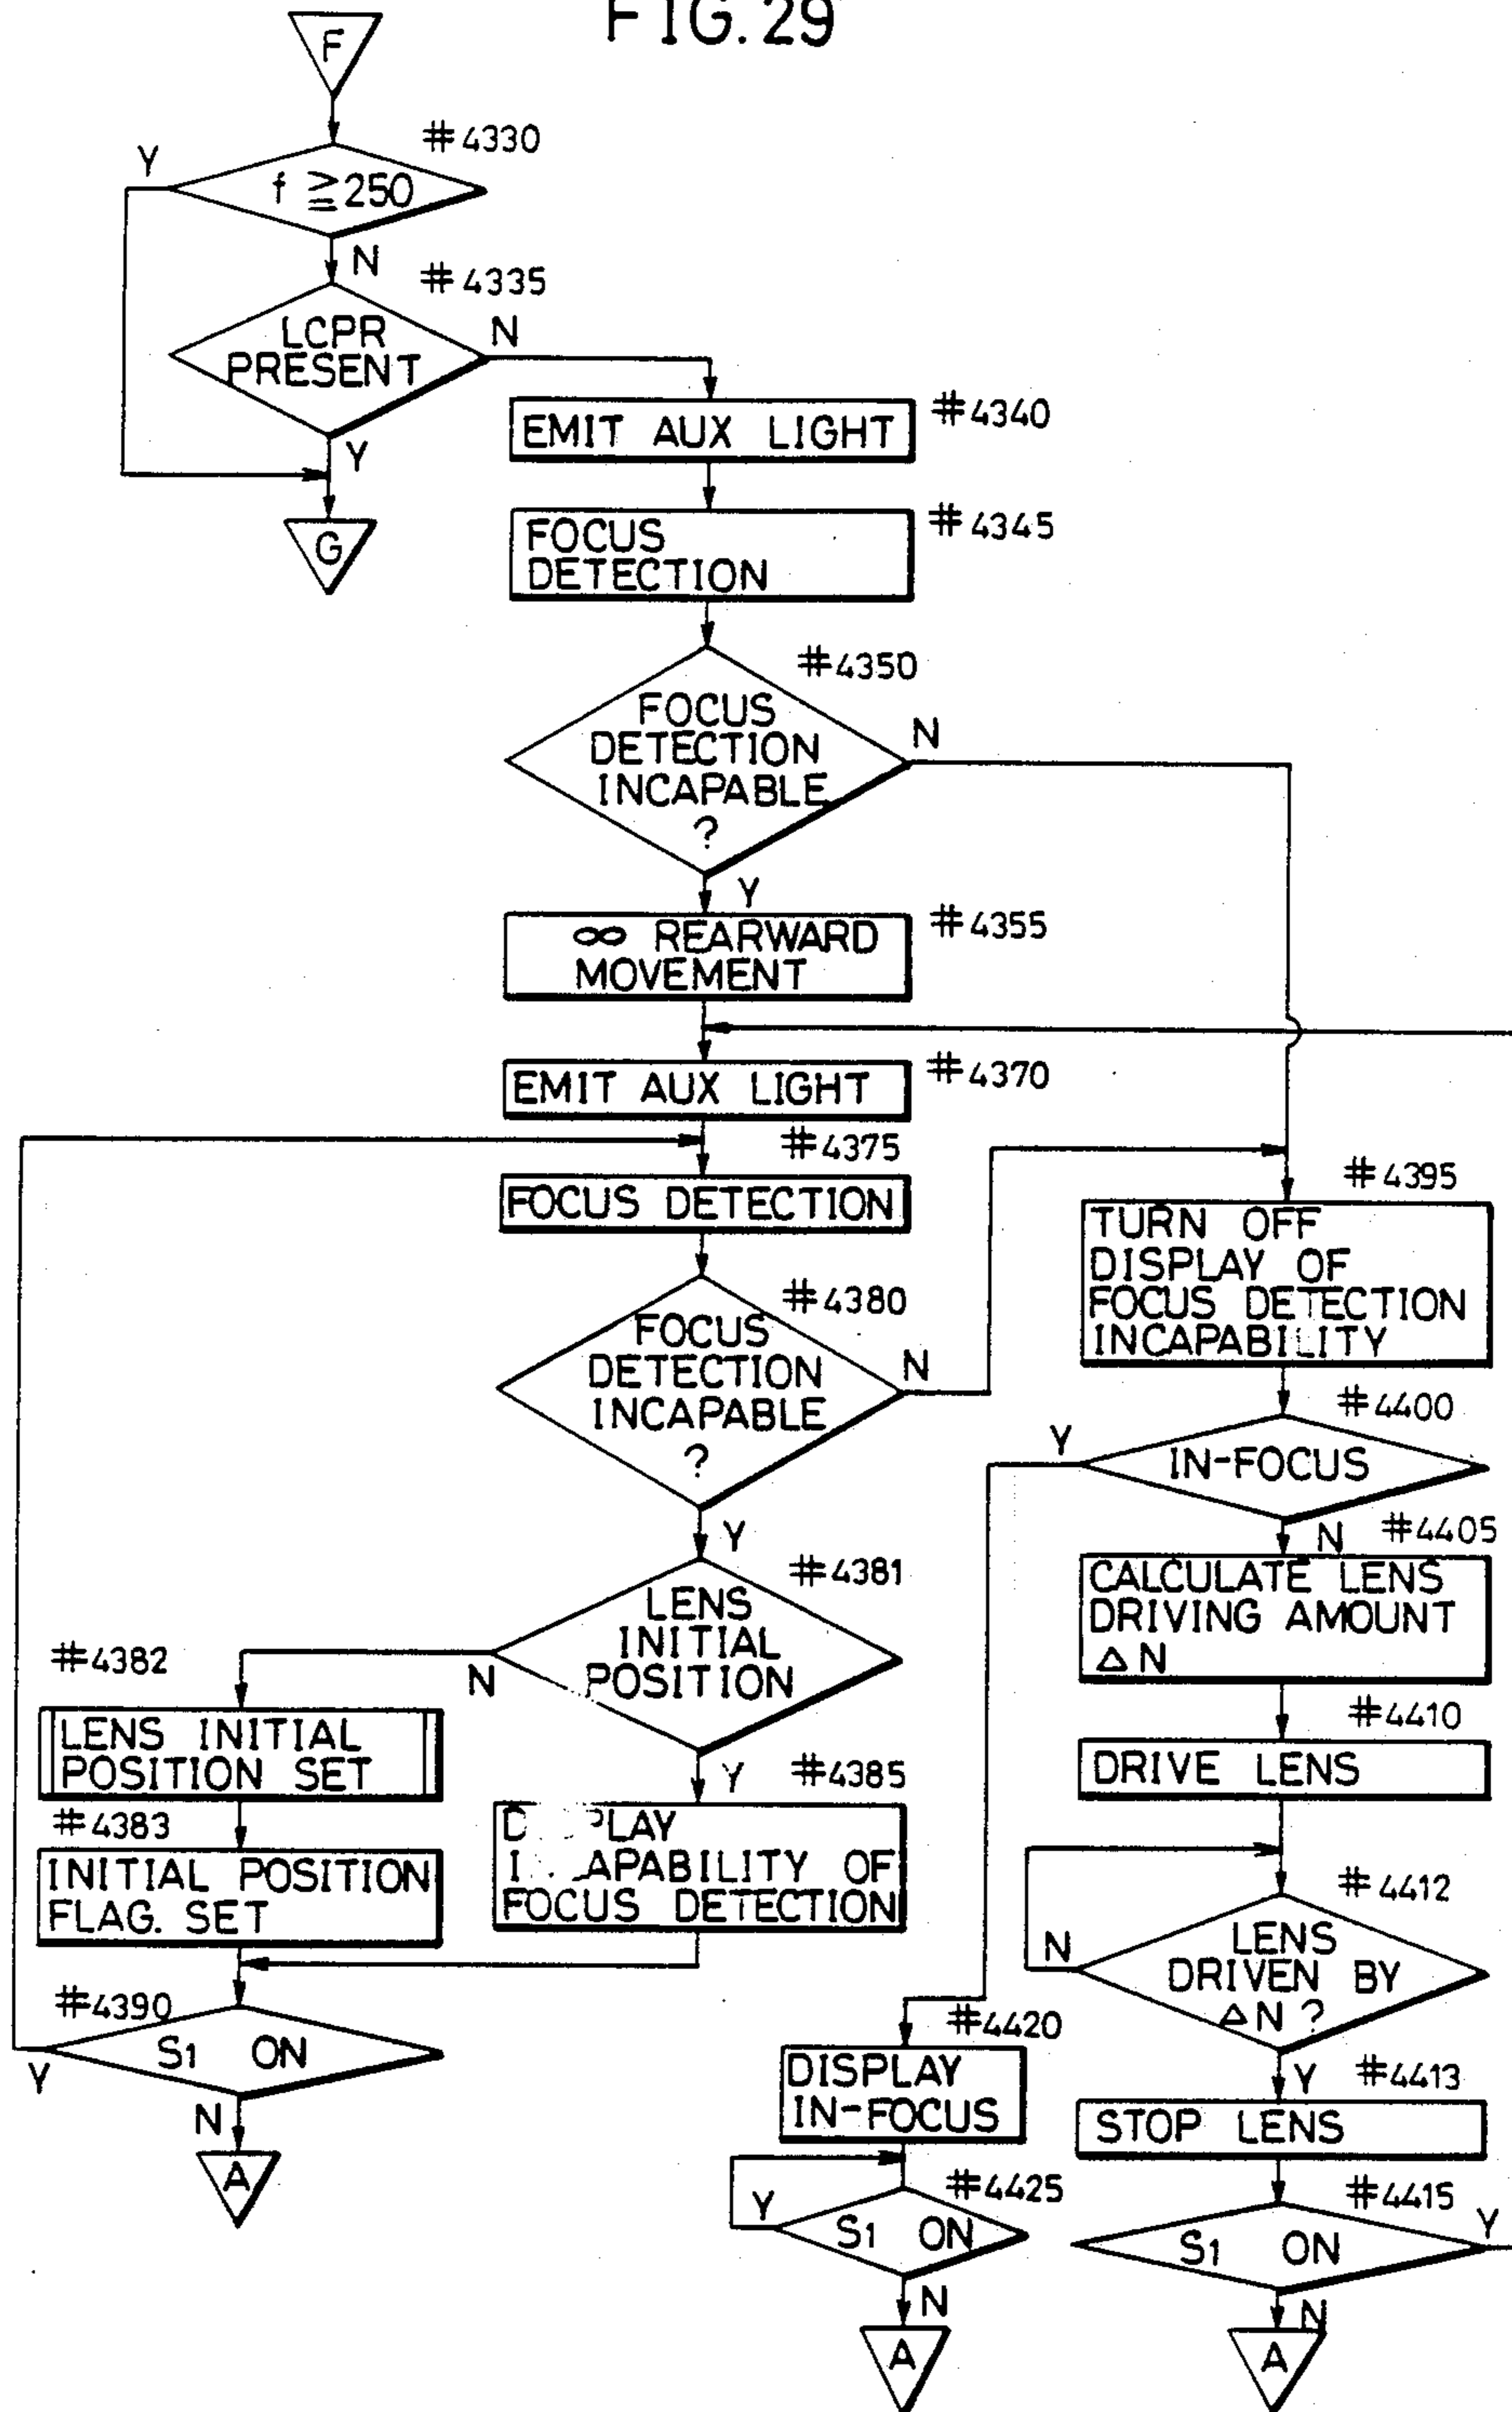 FIG. 29
F
#4330
Y
f ≧250
N
#4335
LCPR
PRESENT
N
Y
G
#4340
EMIT AUX LIGHT
#4345
FOCUS
DETECTION
#4350
FOCUS
DETECTION
INCAPABLE
?
N
Y
#4355
∞ REARWARD
MOVEMENT
#4370
EMIT AUX LIGHT
#4375
FOCUS DETECTION
#4380
FOCUS
DETECTION
INCAPABLE
?
N
Y
#4381
LENS
INITIAL
POSITION
N
Y
#4382
LENS INITIAL
POSITION SET
#4383
INITIAL POSITION
FLAG. SET
#4385
OF
FOCUS DETECTION
#4390
S1 ON
Y
N
A
#4395
TURN OFF
DISPLAY OF
FOCUS DETECTION
INCAPABILITY
#4400
Y
IN-FOCUS
N
#4405
CALCULATE LENS
DRIVING AMOUNT
△N
#4410
DRIVE LENS
#4412
LENS
DRIVEN BY
△N ?
N
Y
#4413
STOP LENS
#4415
S1 ON
Y
N
A
#4420
DISPLAY
IN-FOCUS
#4425
Y
S1 ON
N
A